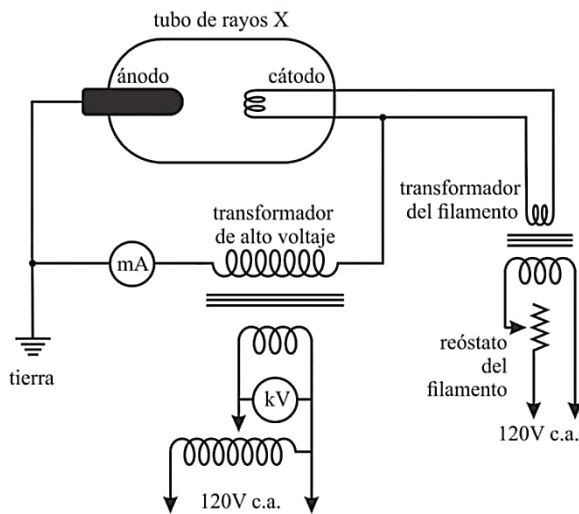 tubo de rayos X
ánodo
cátodo
transformador
del filamento
transformador
de alto voltaje
mA
tierra
kV
reóstato
del
filamento
120V c.a.
120V c.a.